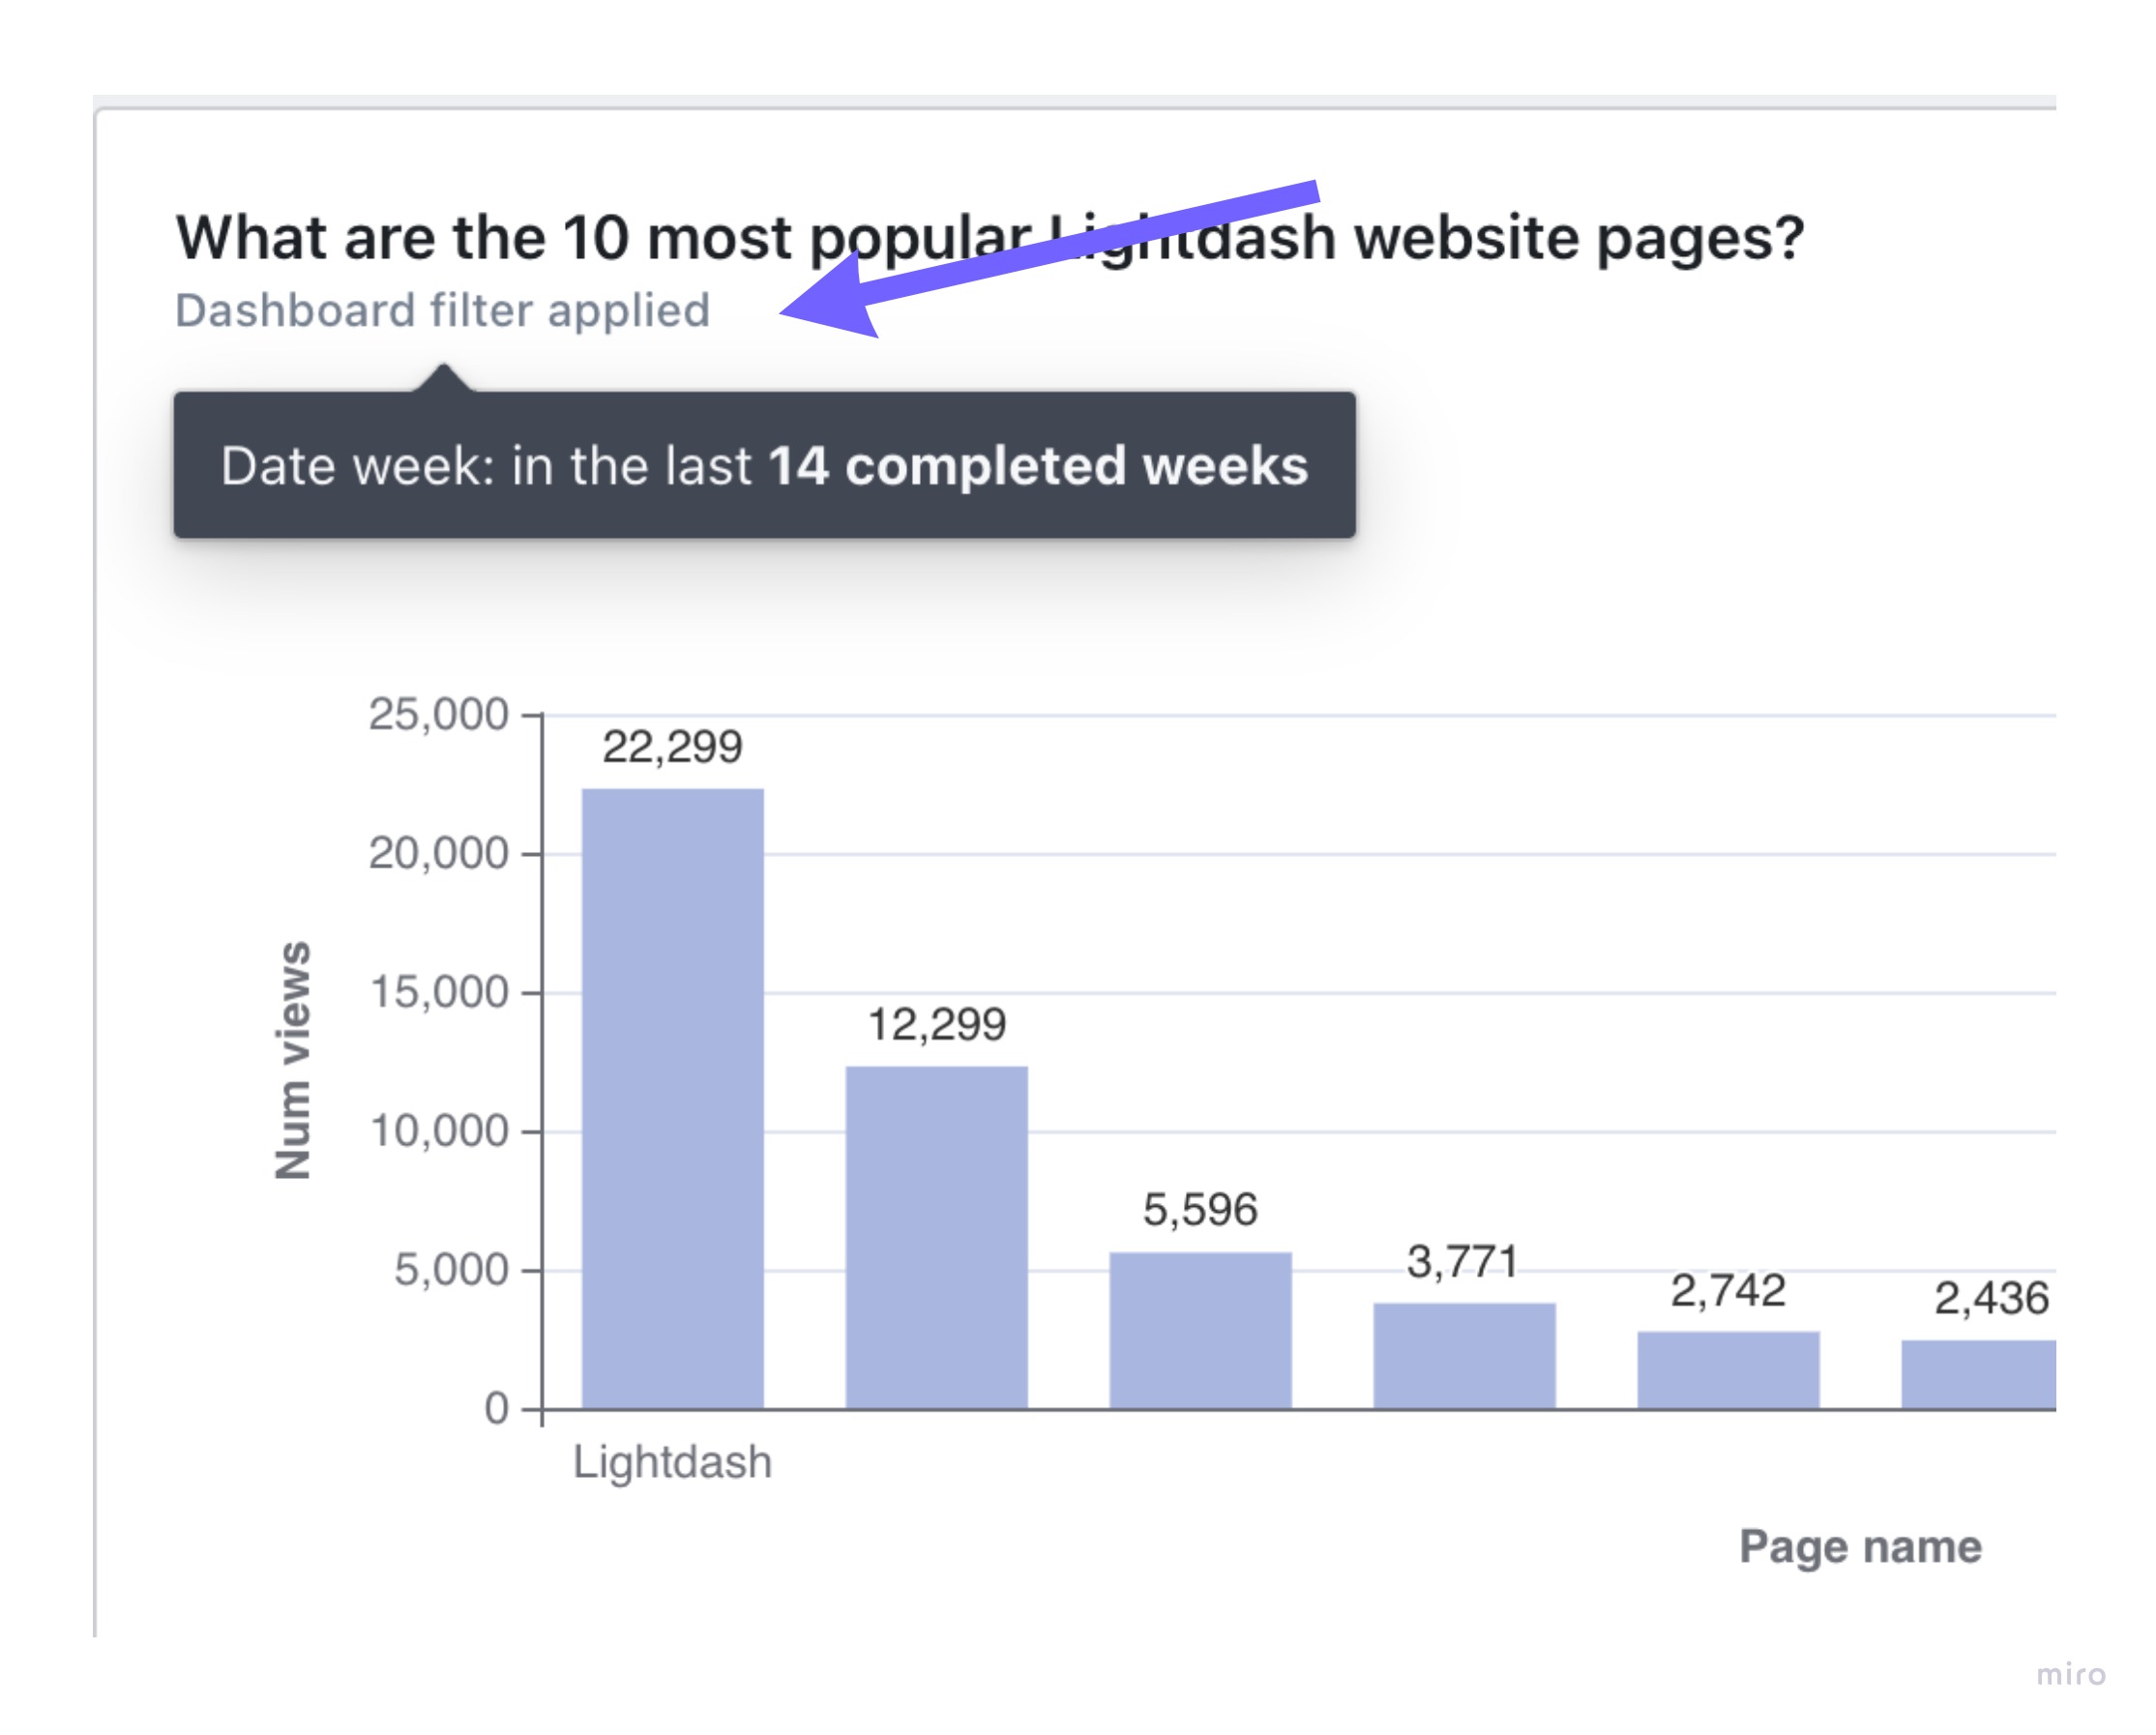 What are the 10 most popular Lightdash website pages?
Dashboard filter applied
Date week: in the last 14 completed weeks
25,000
22,299
20,000
15,000
12,299
10,000
5,596
5,000
3,771
2,742
2,436
0
Num views
Lightdash
Page name
miro